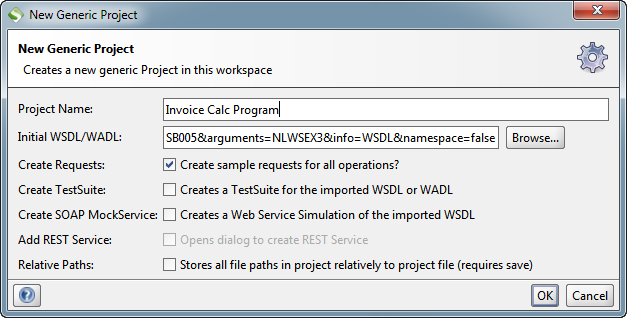 New Generic Project
New Generic Project
Creates a new generic Project in this workspace
Project Name: Invoice Calc Program
Initial WSDL/WADL: SB005&arguments=NLWSEX3&info=WSDL&namespace=false Browse...
Create Requests: Create sample requests for all operations?
Create TestSuite: Creates a TestSuite for the imported WSDL or WADL
Create SOAP MockService: Creates a Web Service Simulation of the imported WSDL
Add REST Service: Opens dialog to create REST Service
Relative Paths: Stores all file paths in project relatively to project file (requires save)
? OK Cancel